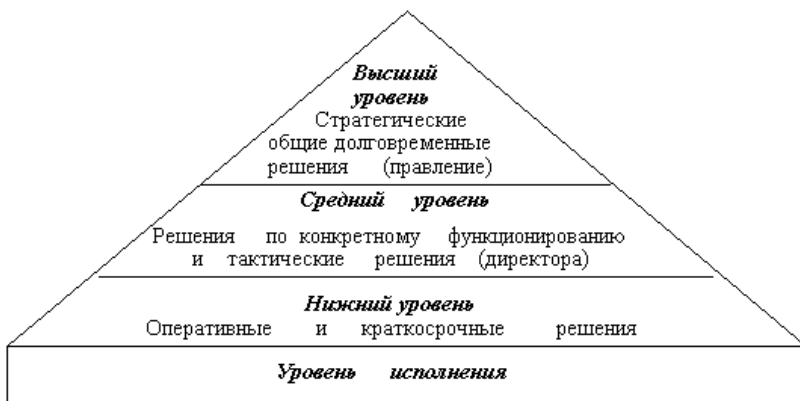 Высший
уровень
Стратегические
общие долговременные
решения (правление)
Средний уровень
Решения по конкретному функционированию
и тактические решения (директора)
Нижний уровень
Оперативные и краткосрочные решения
Уровень исполнения